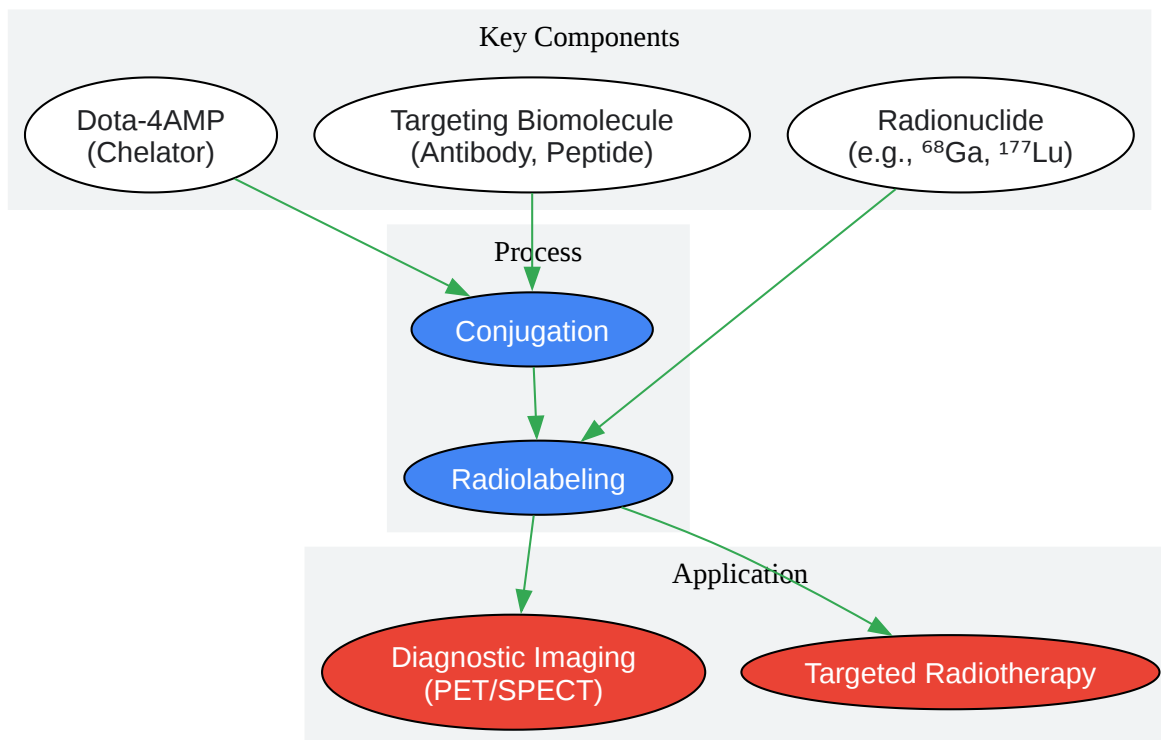 Key Components
Dota-4AMP
(Chelator)
Targeting Biomolecule
(Antibody, Peptide)
Radionuclide
(e.g., ⁶⁸Ga, ¹⁷⁷Lu)
Process
Conjugation
Radiolabeling
Application
Diagnostic Imaging
(PET/SPECT)
Targeted Radiotherapy